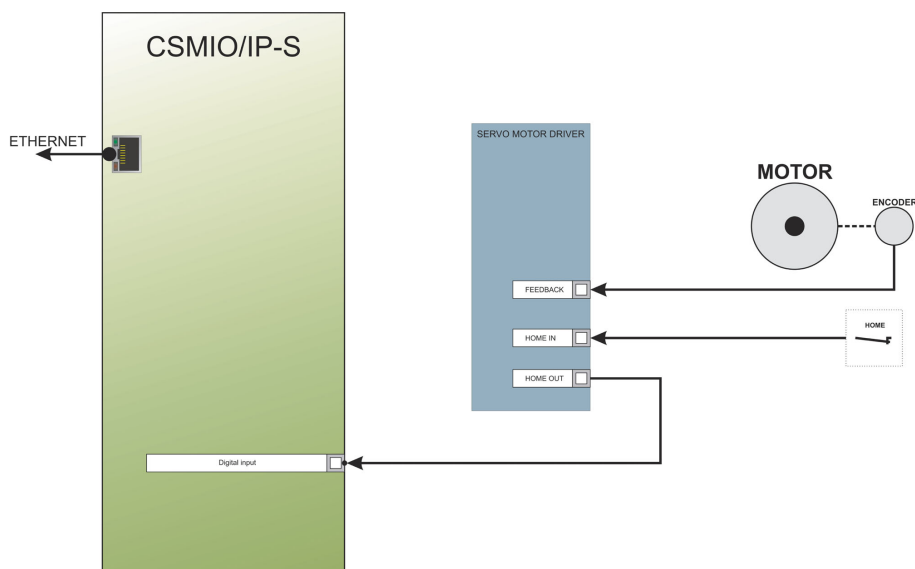 CSMIO/IP-S
ETHERNET
SERVO MOTOR DRIVER
MOTOR
ENCODER
FEEDBACK
HOME
HOME IN
HOME OUT
Digital input